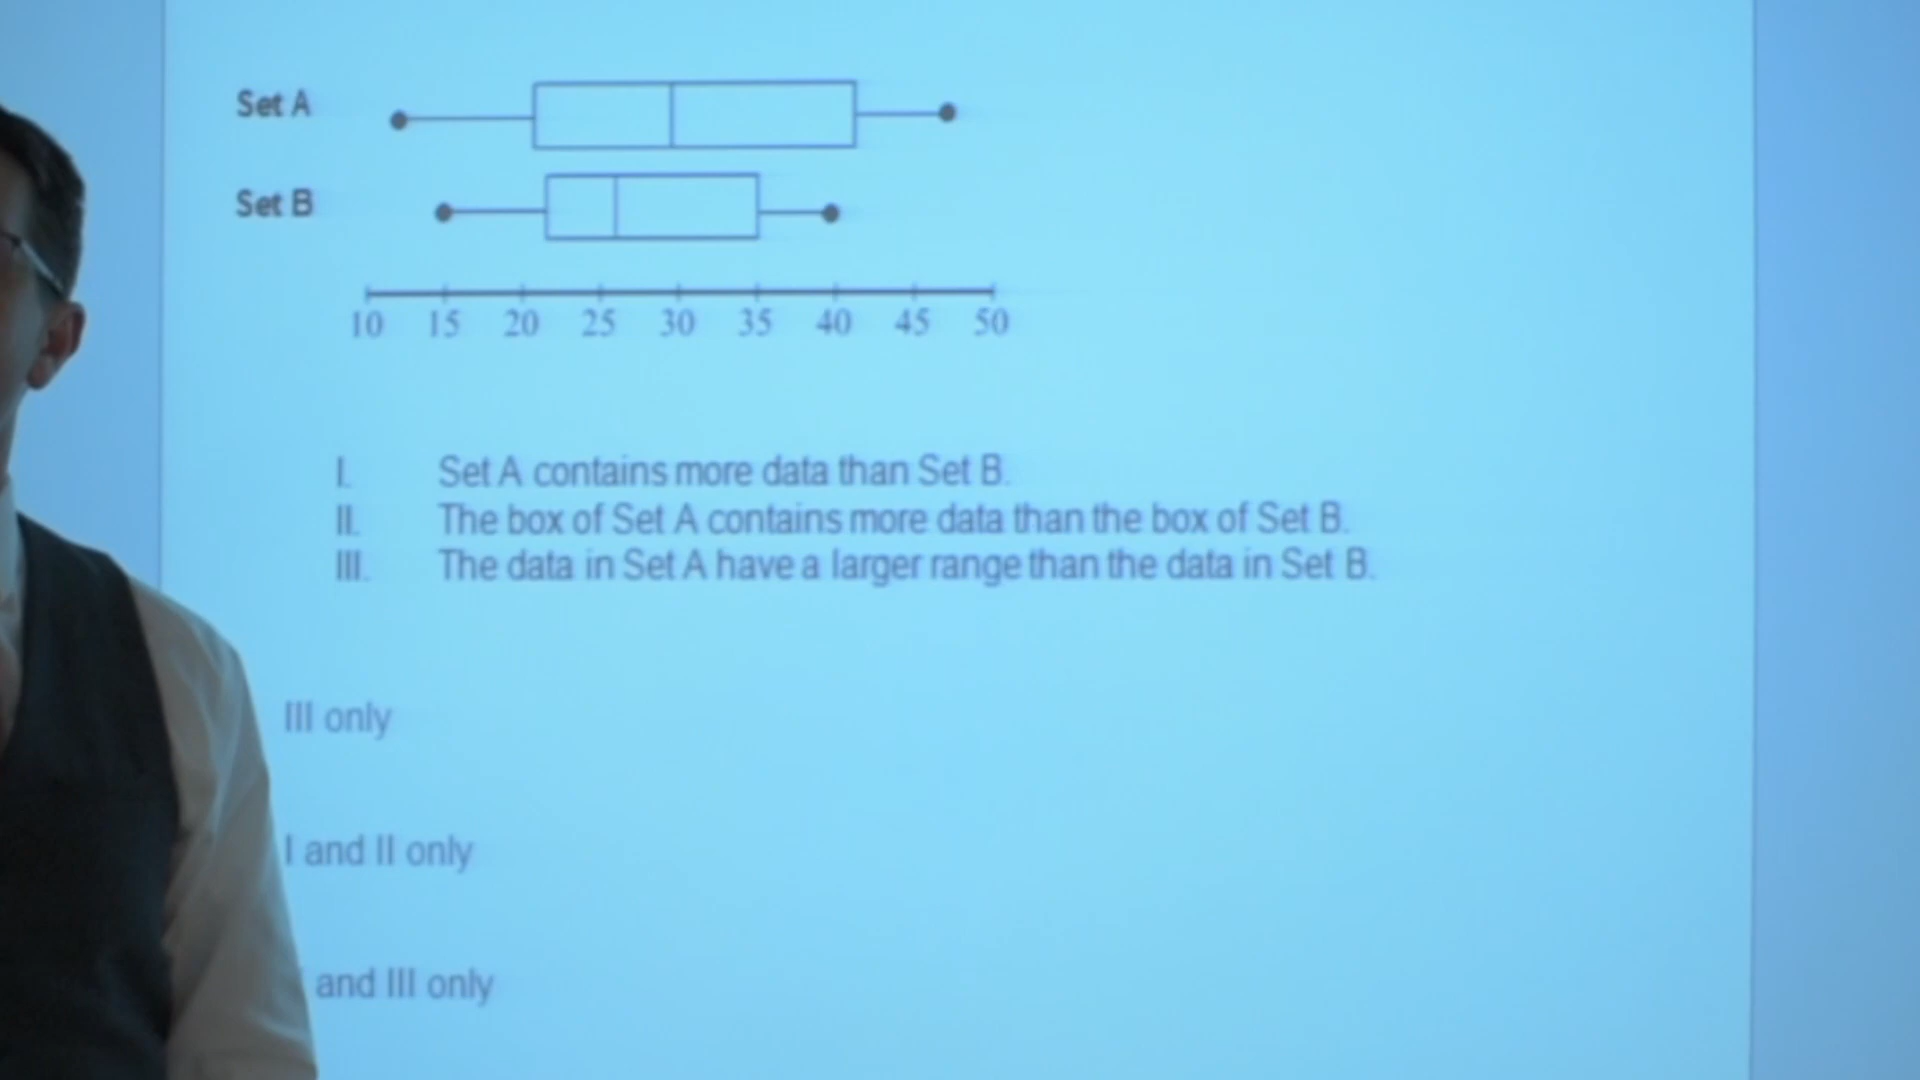 Set A
Set B
10 15 20 25 30 35 40 45 50
I. Set A contains more data than Set B.
II. The box of Set A contains more data than the box of Set B.
III. The data in Set A have a larger range than the data in Set B.
III only
I and II only
and III only